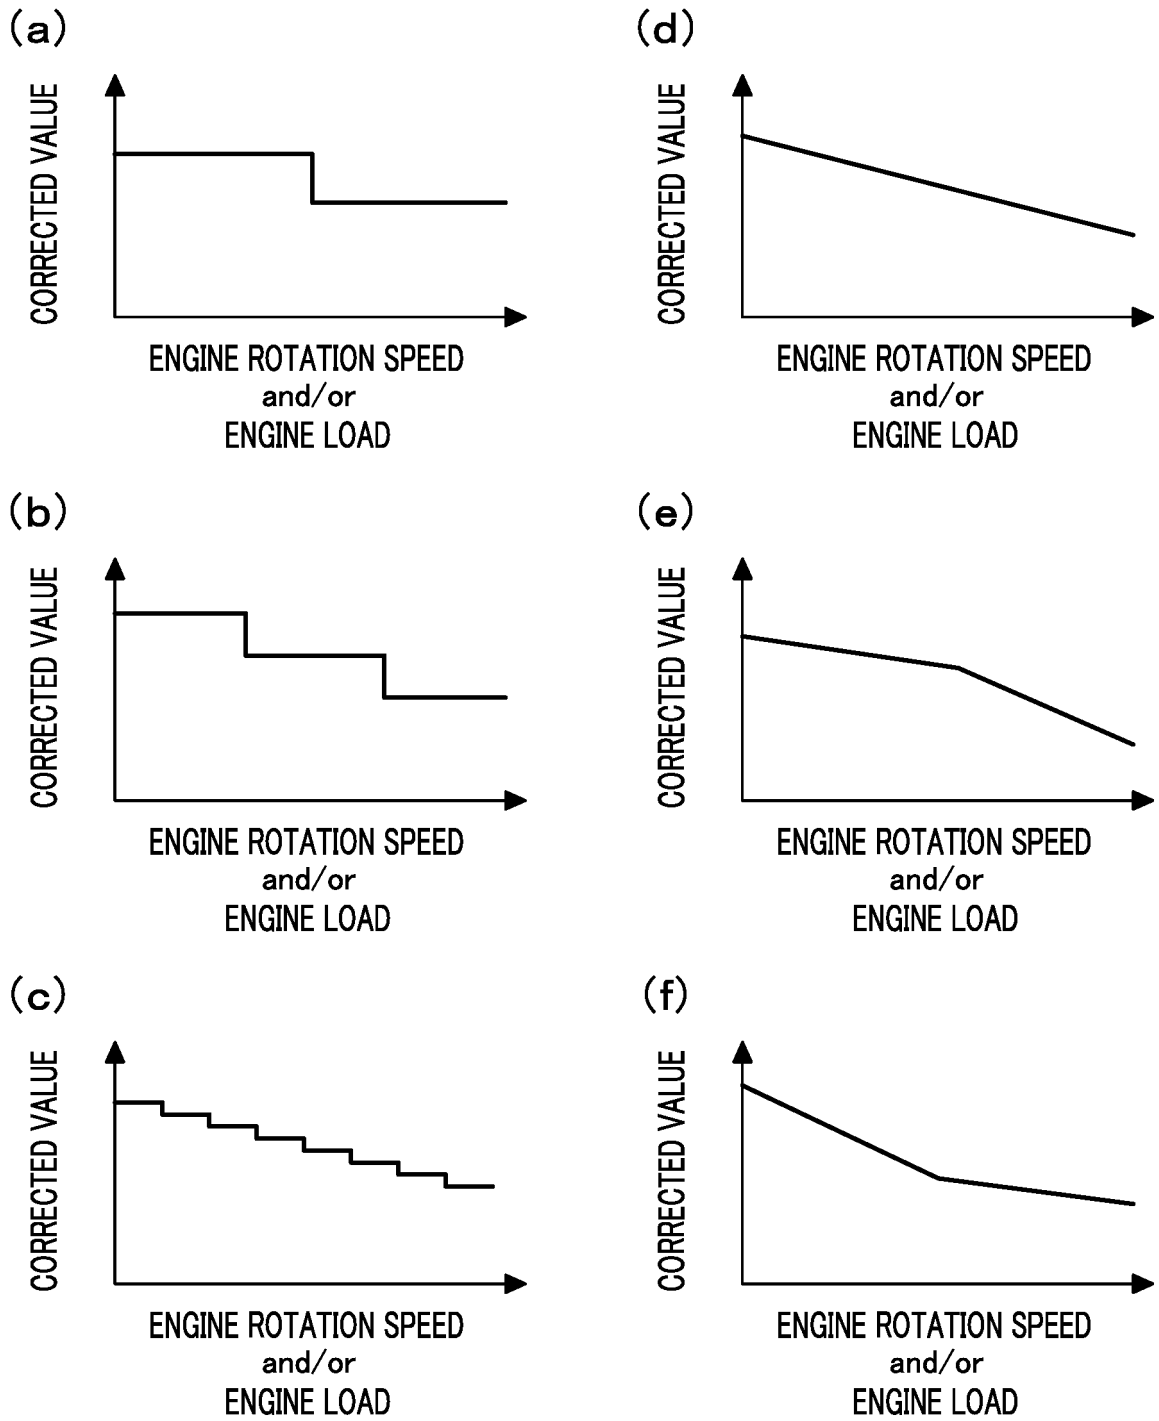 (a)
CORRECTED VALUE
ENGINE ROTATION SPEED
and/or
ENGINE LOAD
(b)
CORRECTED VALUE
ENGINE ROTATION SPEED
and/or
ENGINE LOAD
(c)
CORRECTED VALUE
ENGINE ROTATION SPEED
and/or
ENGINE LOAD
(d)
CORRECTED VALUE
ENGINE ROTATION SPEED
and/or
ENGINE LOAD
(e)
CORRECTED VALUE
ENGINE ROTATION SPEED
and/or
ENGINE LOAD
(f)
CORRECTED VALUE
ENGINE ROTATION SPEED
and/or
ENGINE LOAD